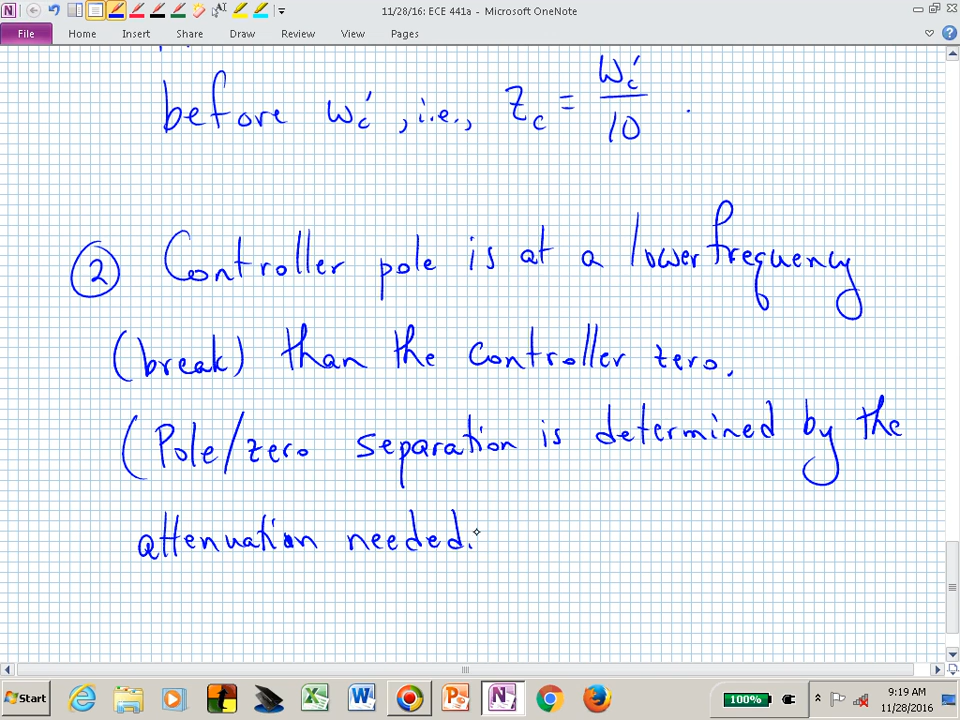 11/28/16: ECE 441a - Microsoft OneNote
File Home Insert Share Draw Review View Pages
before ωc', i.e., zc = ωc'/10 .
② Controller pole is at a lower frequency
(break) than the controller zero.
(Pole/zero separation is determined by the
attenuation needed.
Start
100%
9:19 AM
11/28/2016